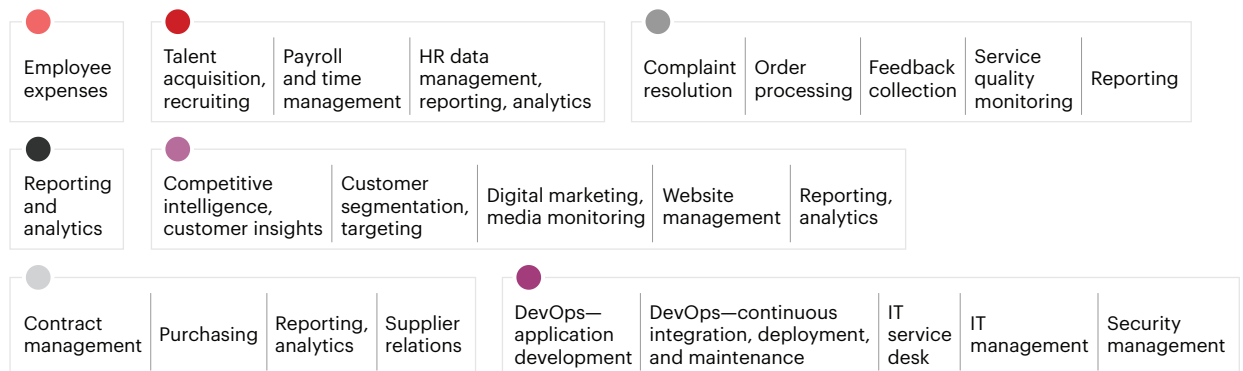 Employee
expenses
Talent
acquisition,
recruiting
Payroll
and time
management
HR data
management,
reporting, analytics
Complaint
resolution
Order
processing
Feedback
collection
Service
quality
monitoring
Reporting
Reporting
and
analytics
Competitive
intelligence,
customer insights
Customer
segmentation,
targeting
Digital marketing,
media monitoring
Website
management
Reporting,
analytics
Contract
management
Purchasing
Reporting,
analytics
Supplier
relations
DevOps—
application
development
DevOps—continuous
integration, deployment,
and maintenance
IT
service
desk
IT
management
Security
management